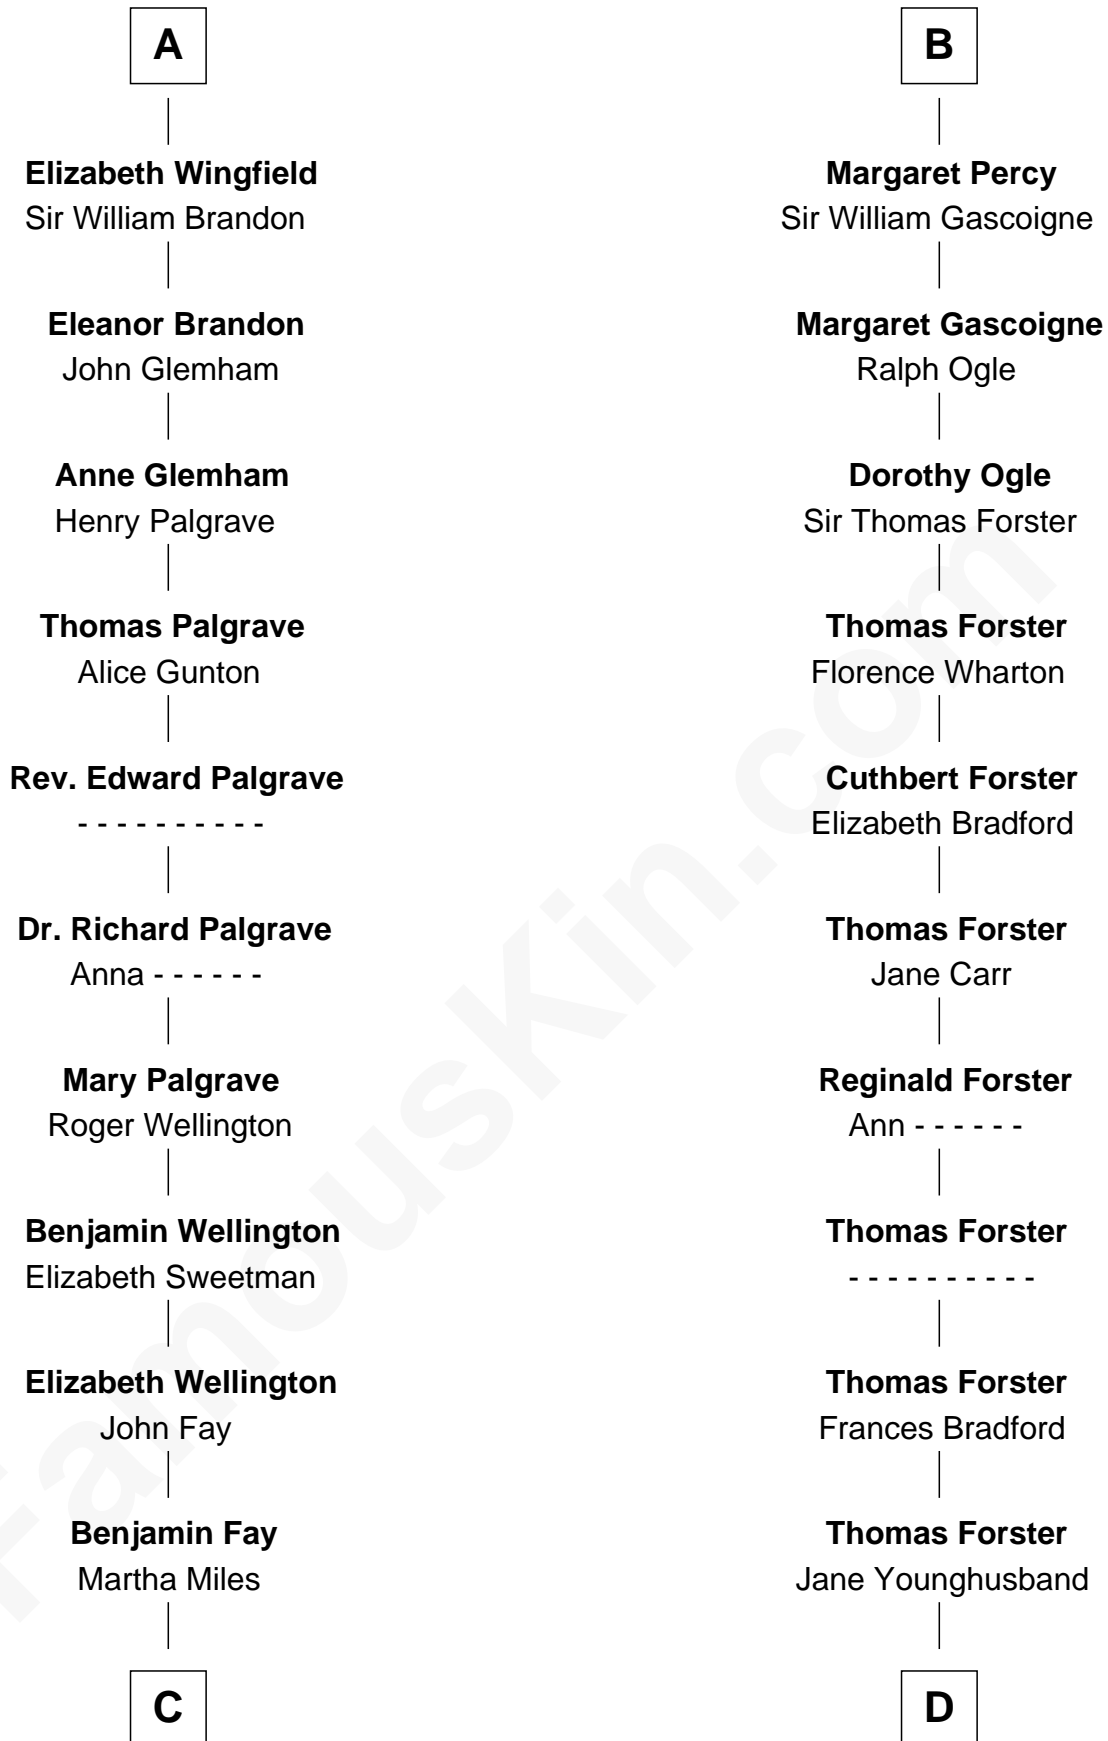 A
Elizabeth Wingfield
Sir William Brandon
Eleanor Brandon
John Glemham
Anne Glemham
Henry Palgrave
Thomas Palgrave
Alice Gunton
Rev. Edward Palgrave
- - - - - - - - - -
Dr. Richard Palgrave
Anna - - - - - -
Mary Palgrave
Roger Wellington
Benjamin Wellington
Elizabeth Sweetman
Elizabeth Wellington
John Fay
Benjamin Fay
Martha Miles
C
B
Margaret Percy
Sir William Gascoigne
Margaret Gascoigne
Ralph Ogle
Dorothy Ogle
Sir Thomas Forster
Thomas Forster
Florence Wharton
Cuthbert Forster
Elizabeth Bradford
Thomas Forster
Jane Carr
Reginald Forster
Ann - - - - - -
Thomas Forster
- - - - - - - - - -
Thomas Forster
Frances Bradford
Thomas Forster
Jane Younghusband
D
FamousKin.com